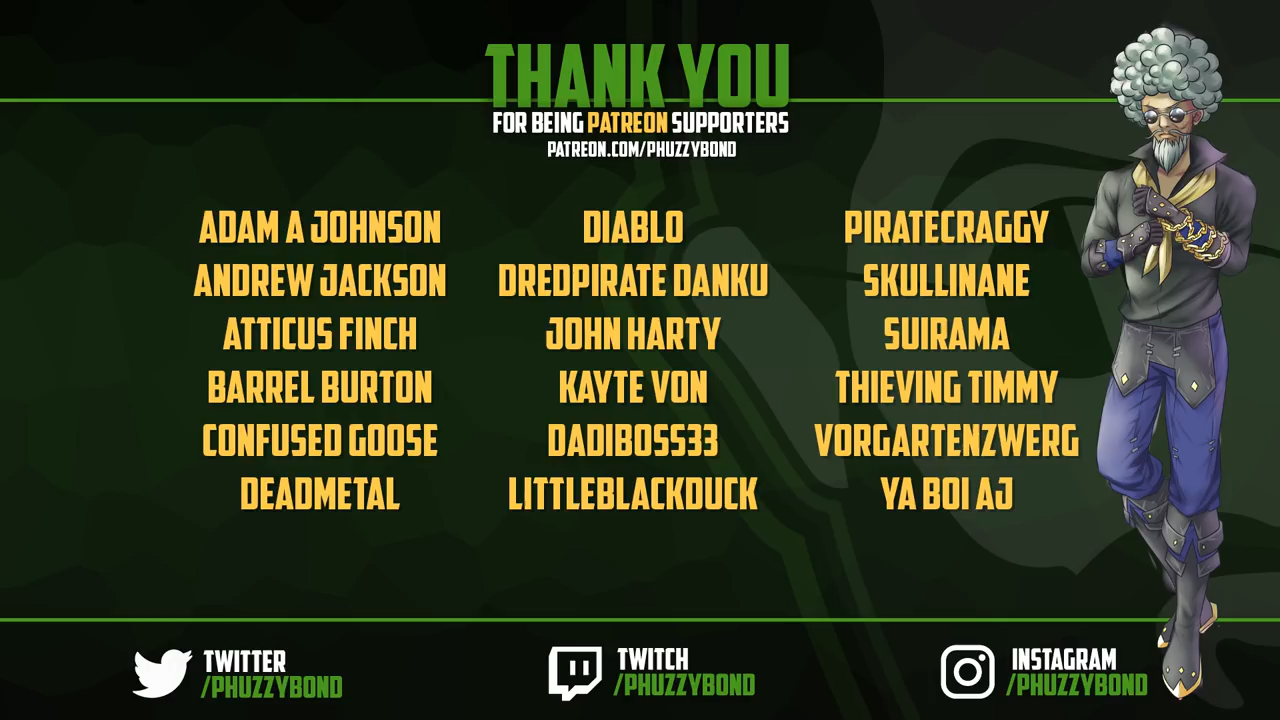 THANK YOU
FOR BEING PATREON SUPPORTERS
PATREON.COM/PHUZZYBOND
ADAM A JOHNSON
ANDREW JACKSON
ATTICUS FINCH
BARREL BURTON
CONFUSED GOOSE
DEADMETAL
DIABLO
DREDPIRATE DANKU
JOHN HARTY
KAYTE VON
DADIBOSS33
LITTLEBLACKDUCK
PIRATECRAGGY
SKULLINANE
SUIRAMA
THIEVING TIMMY
VORGARTENZWERG
YA BOI AJ
TWITTER
/PHUZZYBOND
TWITCH
/PHUZZYBOND
INSTAGRAM
/PHUZZYBOND